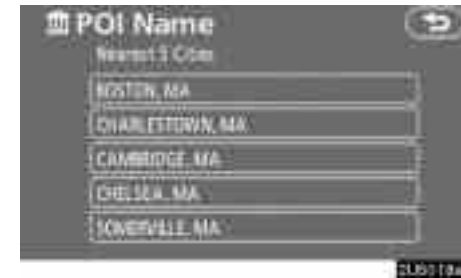 POI Name
Nearest 5 Cities
BOSTON, MA
CHARLESTOWN, MA
CAMBRIDGE, MA
CHELSEA, MA
SOMERVILLE, MA